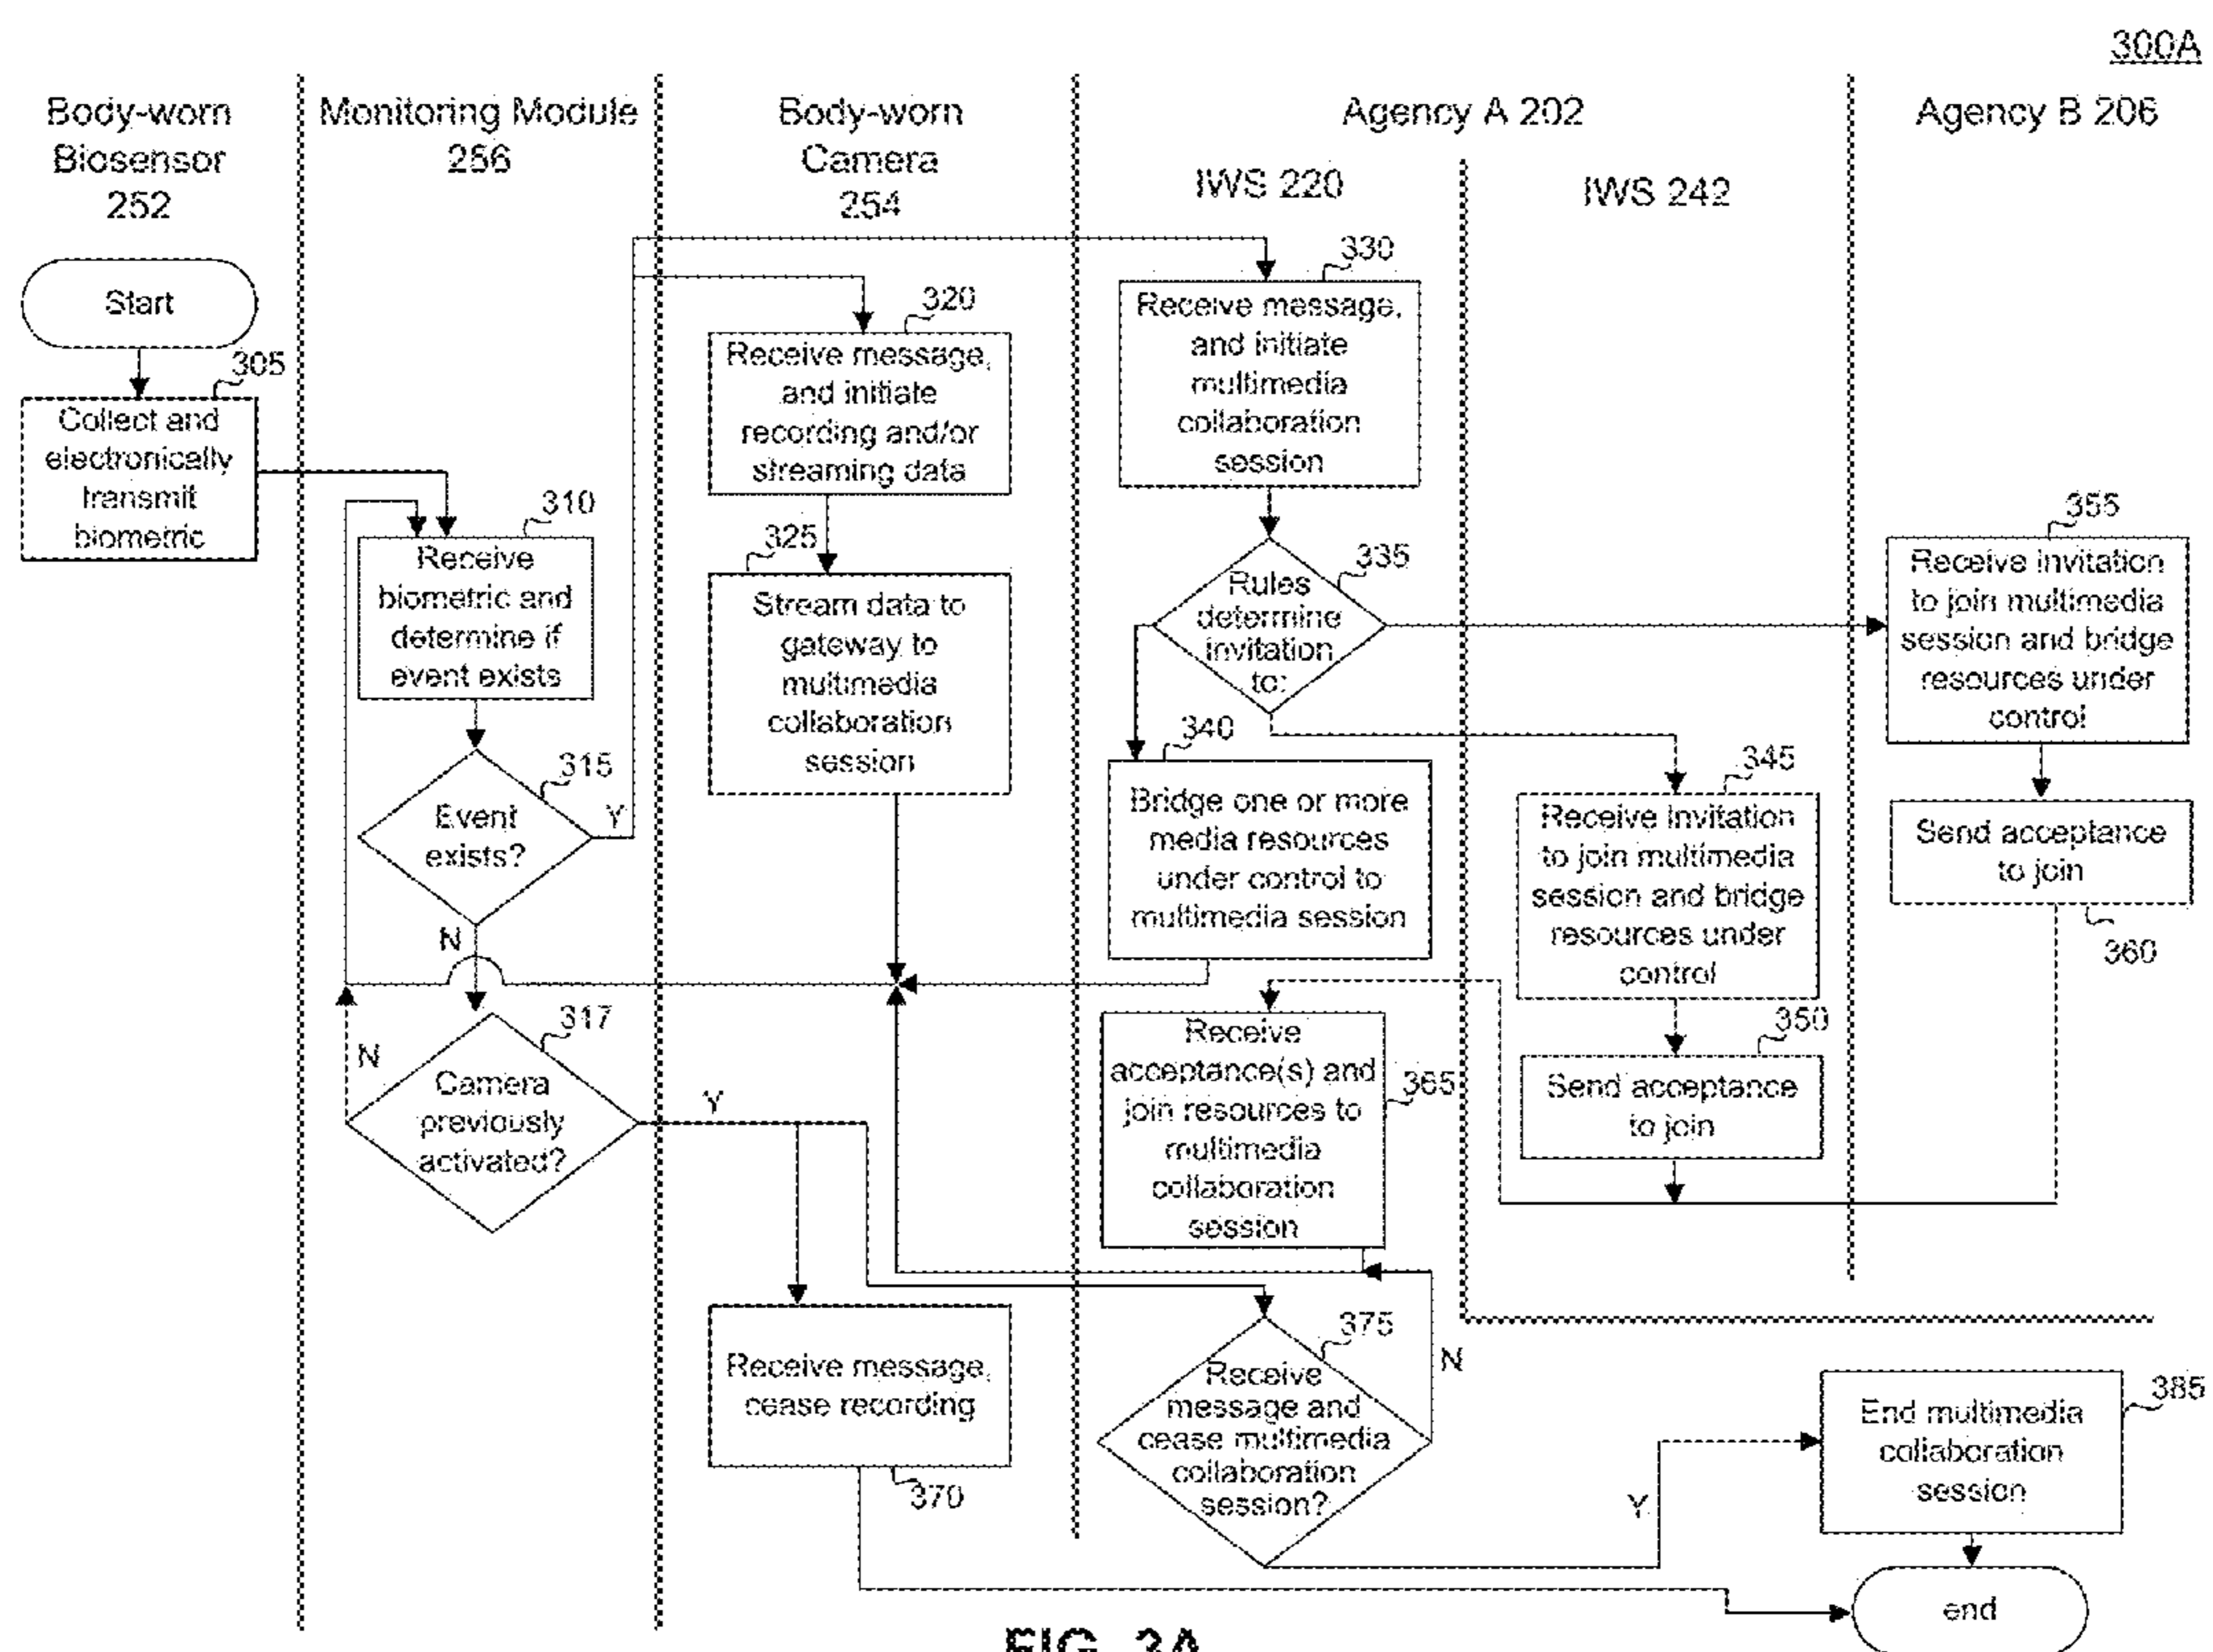 300A
Body-worn
Biosensor
252
Monitoring Module
256
Body-worn
Camera
254
Agency A 202
IWS 220
IWS 242
Agency B 206
Start
305
Collect and
electronically
transmit
biometric
310
Receive
biometric and
determine if
event exists
315
Event
exists?
Y
N
317
Camera
previously
activated?
N
Y
320
Receive message,
and initiate
recording and/or
streaming data
325
Stream data to
gateway to
multimedia
collaboration
session
330
Receive message,
and initiate
multimedia
collaboration
session
335
Rules
determine
invitation
to:
340
Bridge one or more
media resources
under control to
multimedia session
345
Receive invitation
to join multimedia
session and bridge
resources under
control
350
Send acceptance
to join
355
Receive invitation
to join multimedia
session and bridge
resources under
control
Send acceptance
to join
360
Receive
acceptance(s) and
join resources to
multimedia
collaboration
session
365
Receive message,
cease recording
370
375
Receive
message and
cease multimedia
collaboration
session?
N
Y
385
End multimedia
collaboration
session
end
FIG. 3A